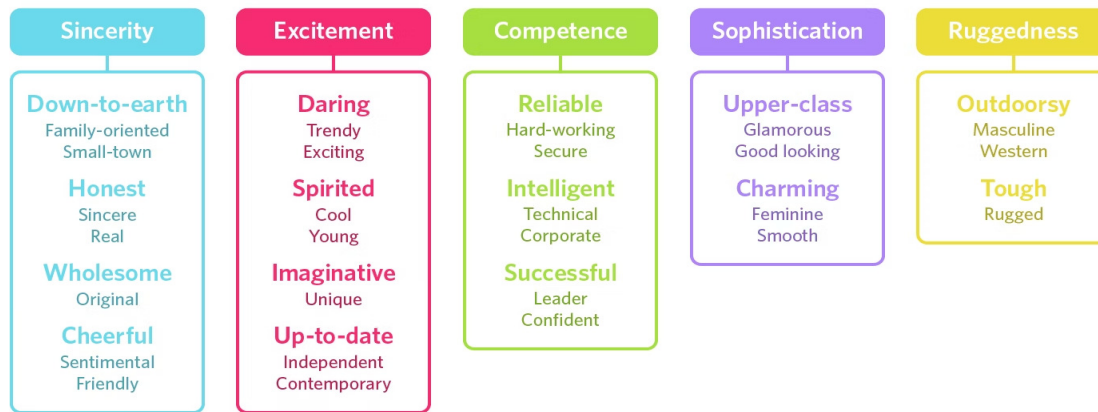 Sincerity
Down-to-earth
Family-oriented
Small-town
Honest
Sincere
Real
Wholesome
Original
Cheerful
Sentimental
Friendly
Excitement
Daring
Trendy
Exciting
Spirited
Cool
Young
Imaginative
Unique
Up-to-date
Independent
Contemporary
Competence
Reliable
Hard-working
Secure
Intelligent
Technical
Corporate
Successful
Leader
Confident
Sophistication
Upper-class
Glamorous
Good looking
Charming
Feminine
Smooth
Ruggedness
Outdoorsy
Masculine
Western
Tough
Rugged